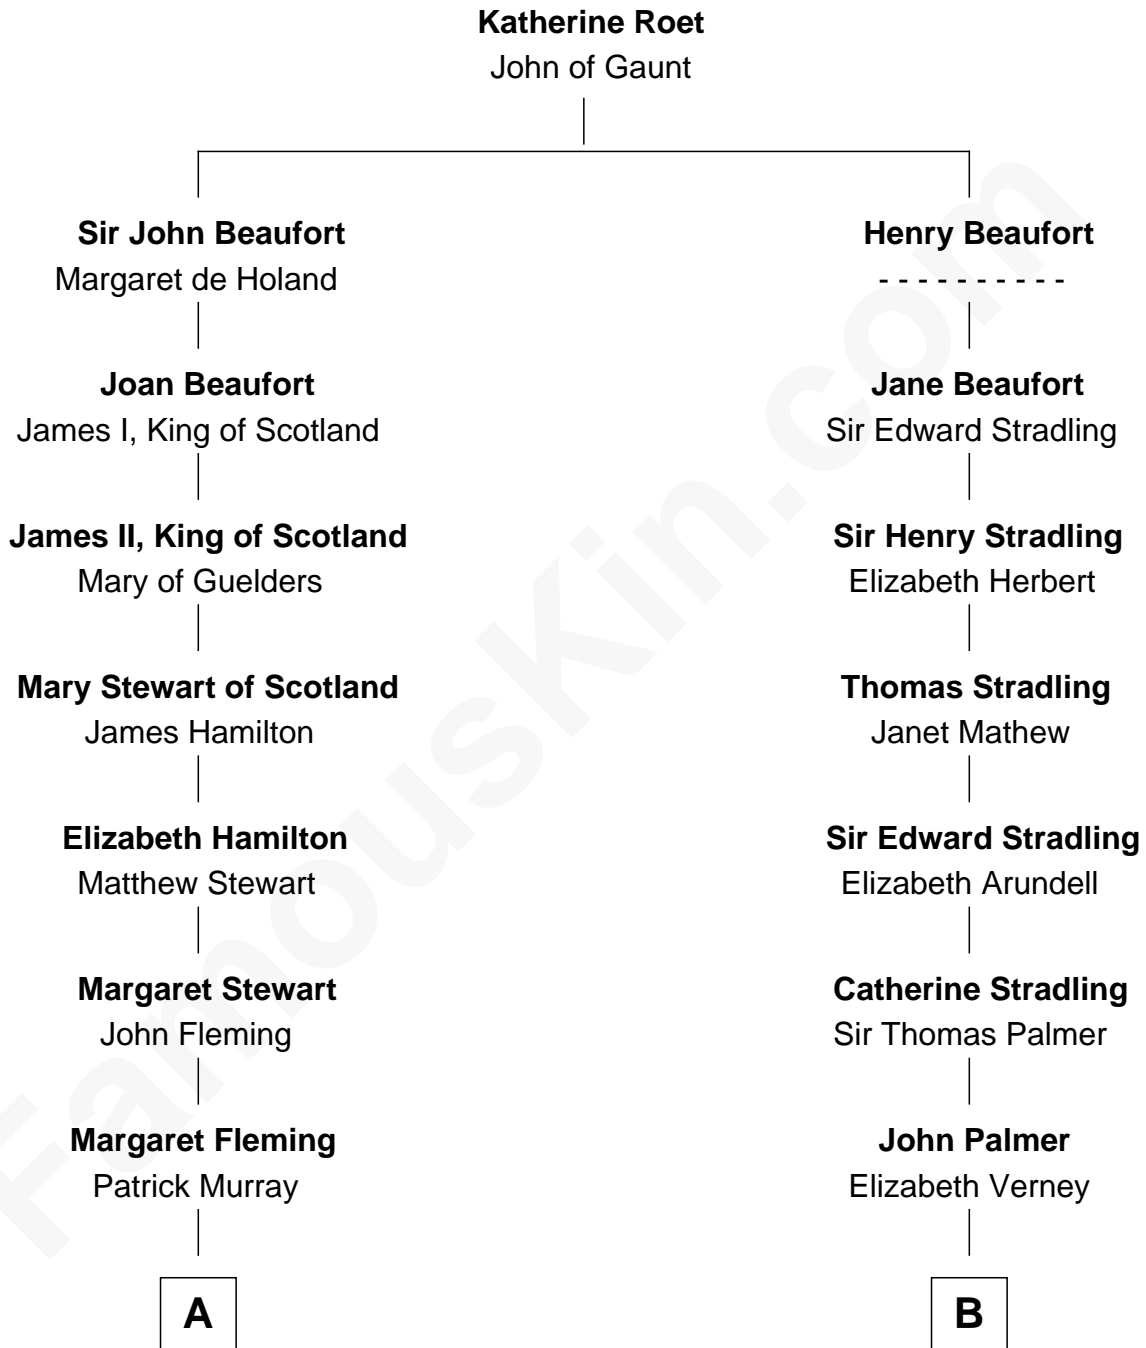 Katherine Roet
John of Gaunt
Sir John Beaufort
Margaret de Holand
Henry Beaufort
- - - - - - - - - -
Joan Beaufort
James I, King of Scotland
Jane Beaufort
Sir Edward Stradling
James II, King of Scotland
Mary of Guelders
Sir Henry Stradling
Elizabeth Herbert
Mary Stewart of Scotland
James Hamilton
Thomas Stradling
Janet Mathew
Elizabeth Hamilton
Matthew Stewart
Sir Edward Stradling
Elizabeth Arundell
Margaret Stewart
John Fleming
Catherine Stradling
Sir Thomas Palmer
Margaret Fleming
Patrick Murray
John Palmer
Elizabeth Verney
A
B
FamousKin.com